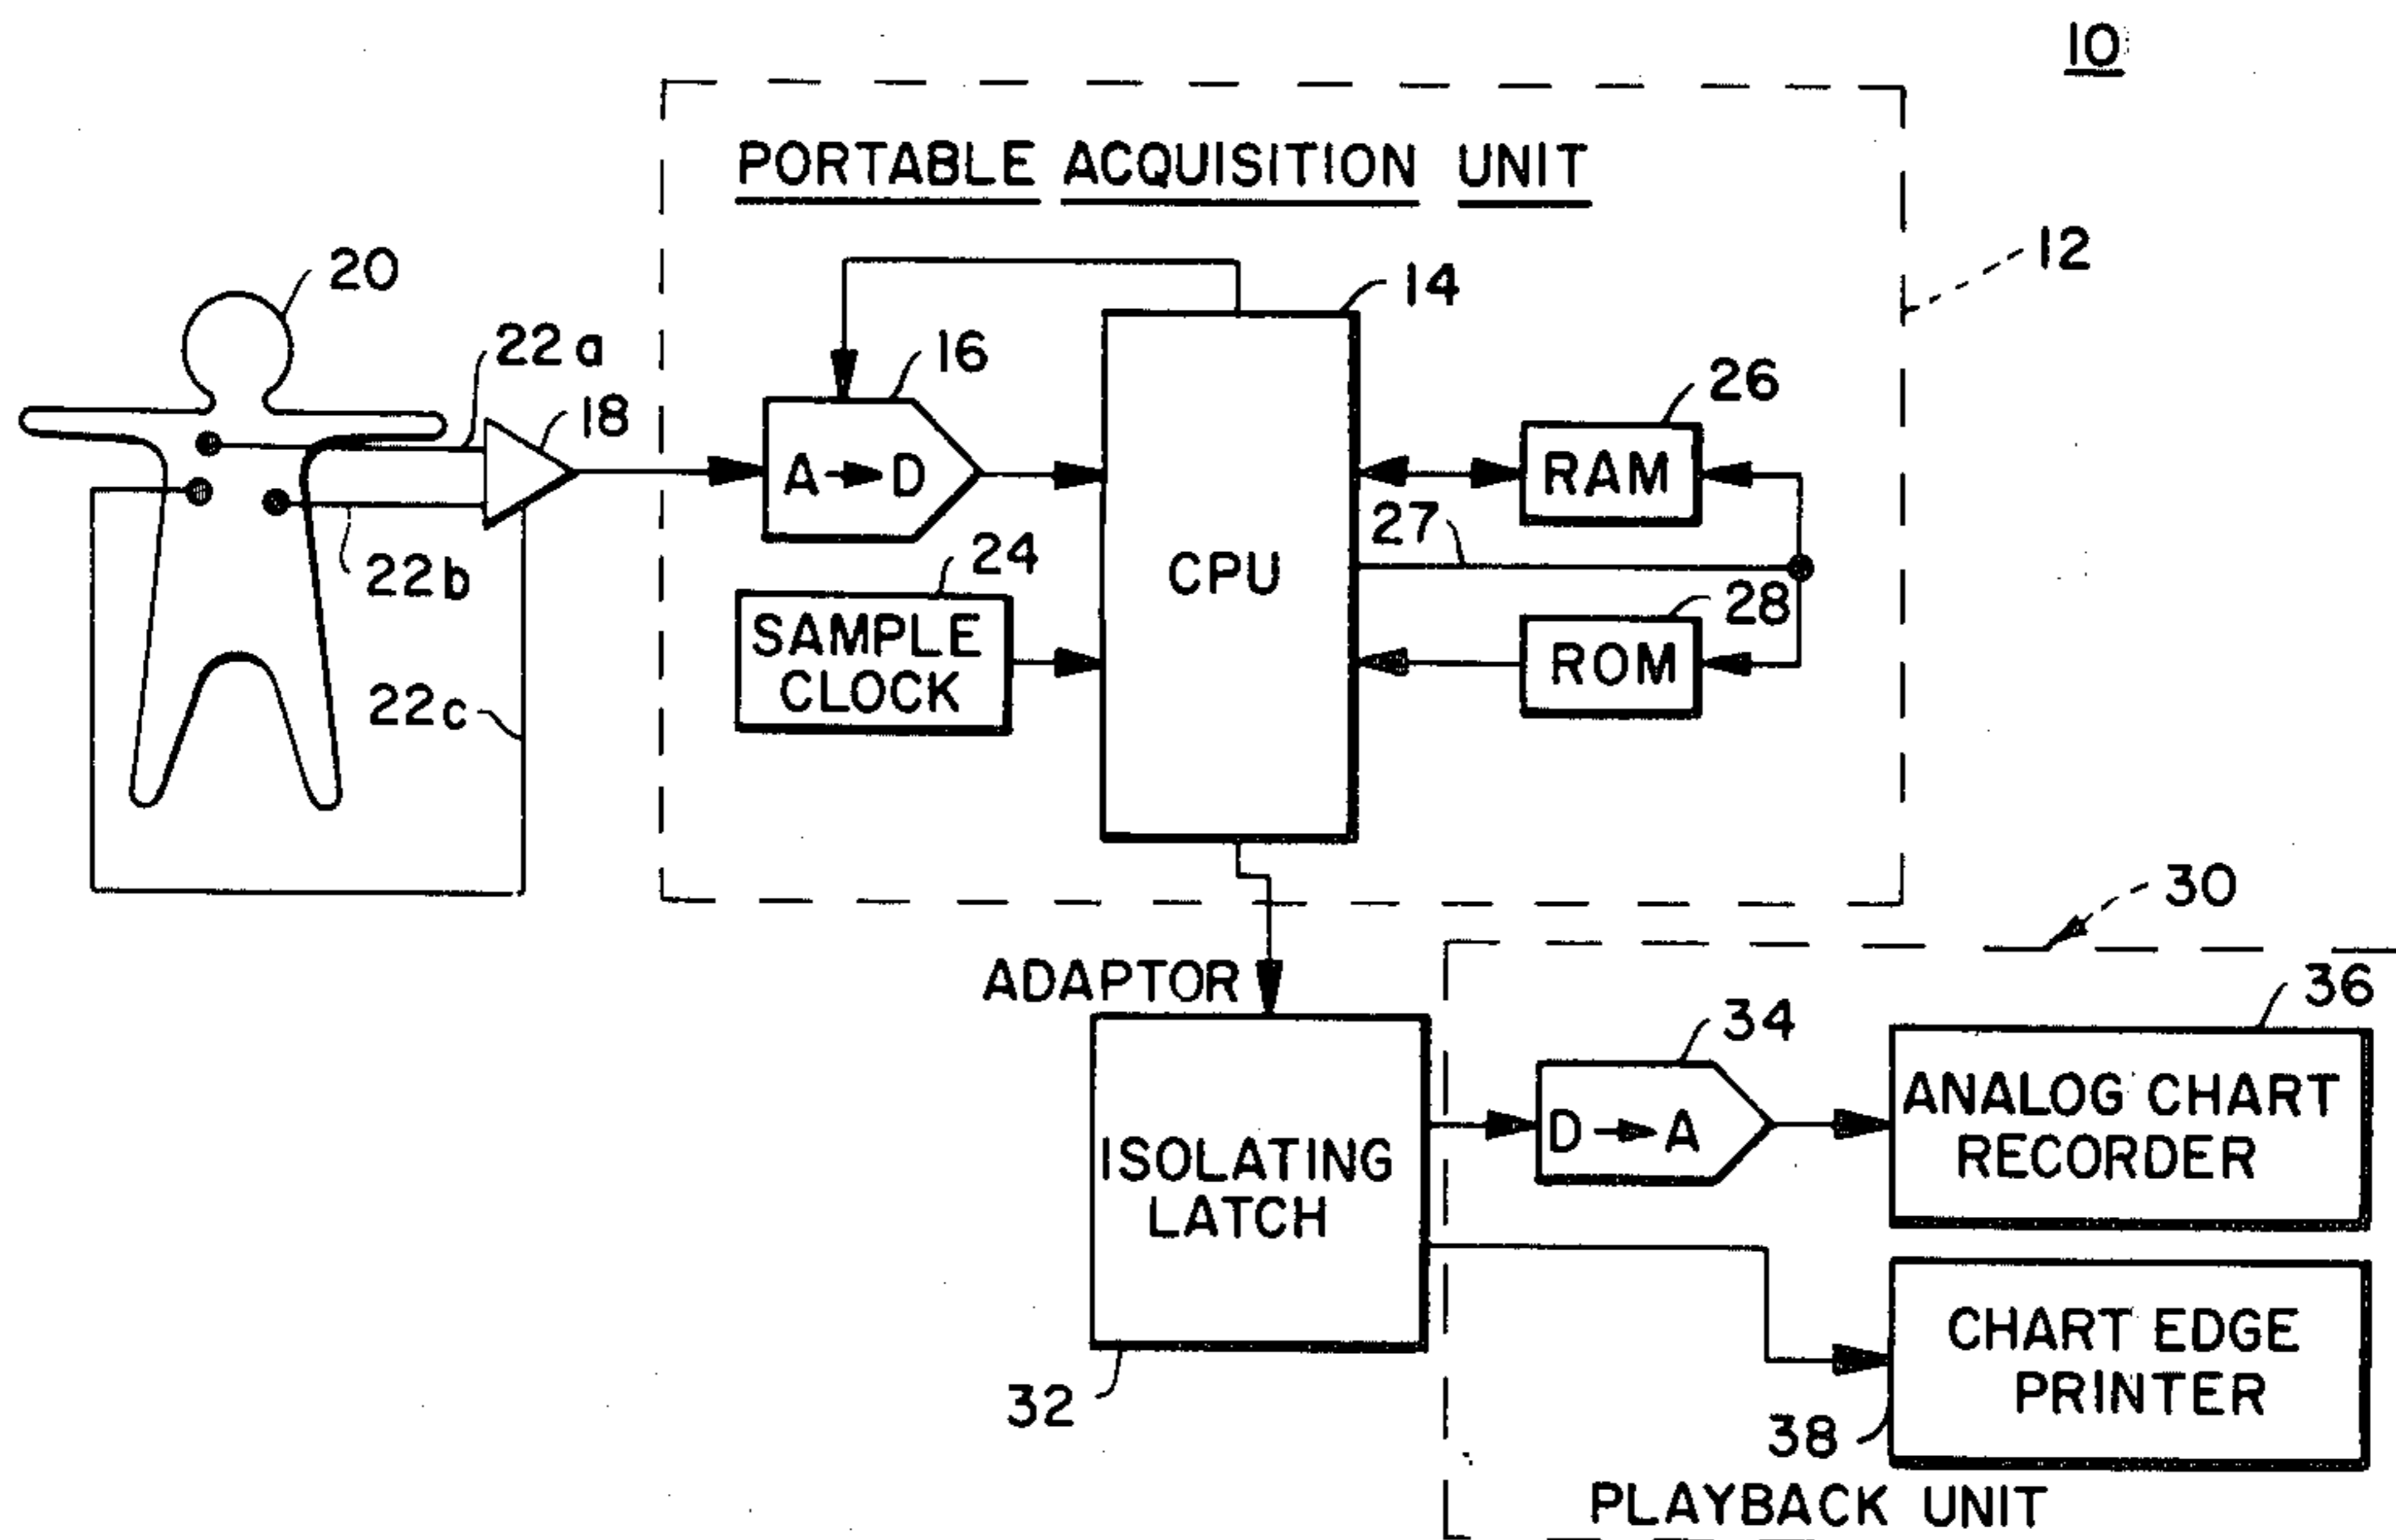 10
PORTABLE ACQUISITION UNIT
12
20
14
22a
16
18
26
A→D
RAM
27
24
CPU
22b
28
SAMPLE
CLOCK
ROM
22c
30
ADAPTOR
36
34
ANALOG CHART
RECORDER
D→A
ISOLATING
LATCH
CHART EDGE
PRINTER
32
38
PLAYBACK UNIT